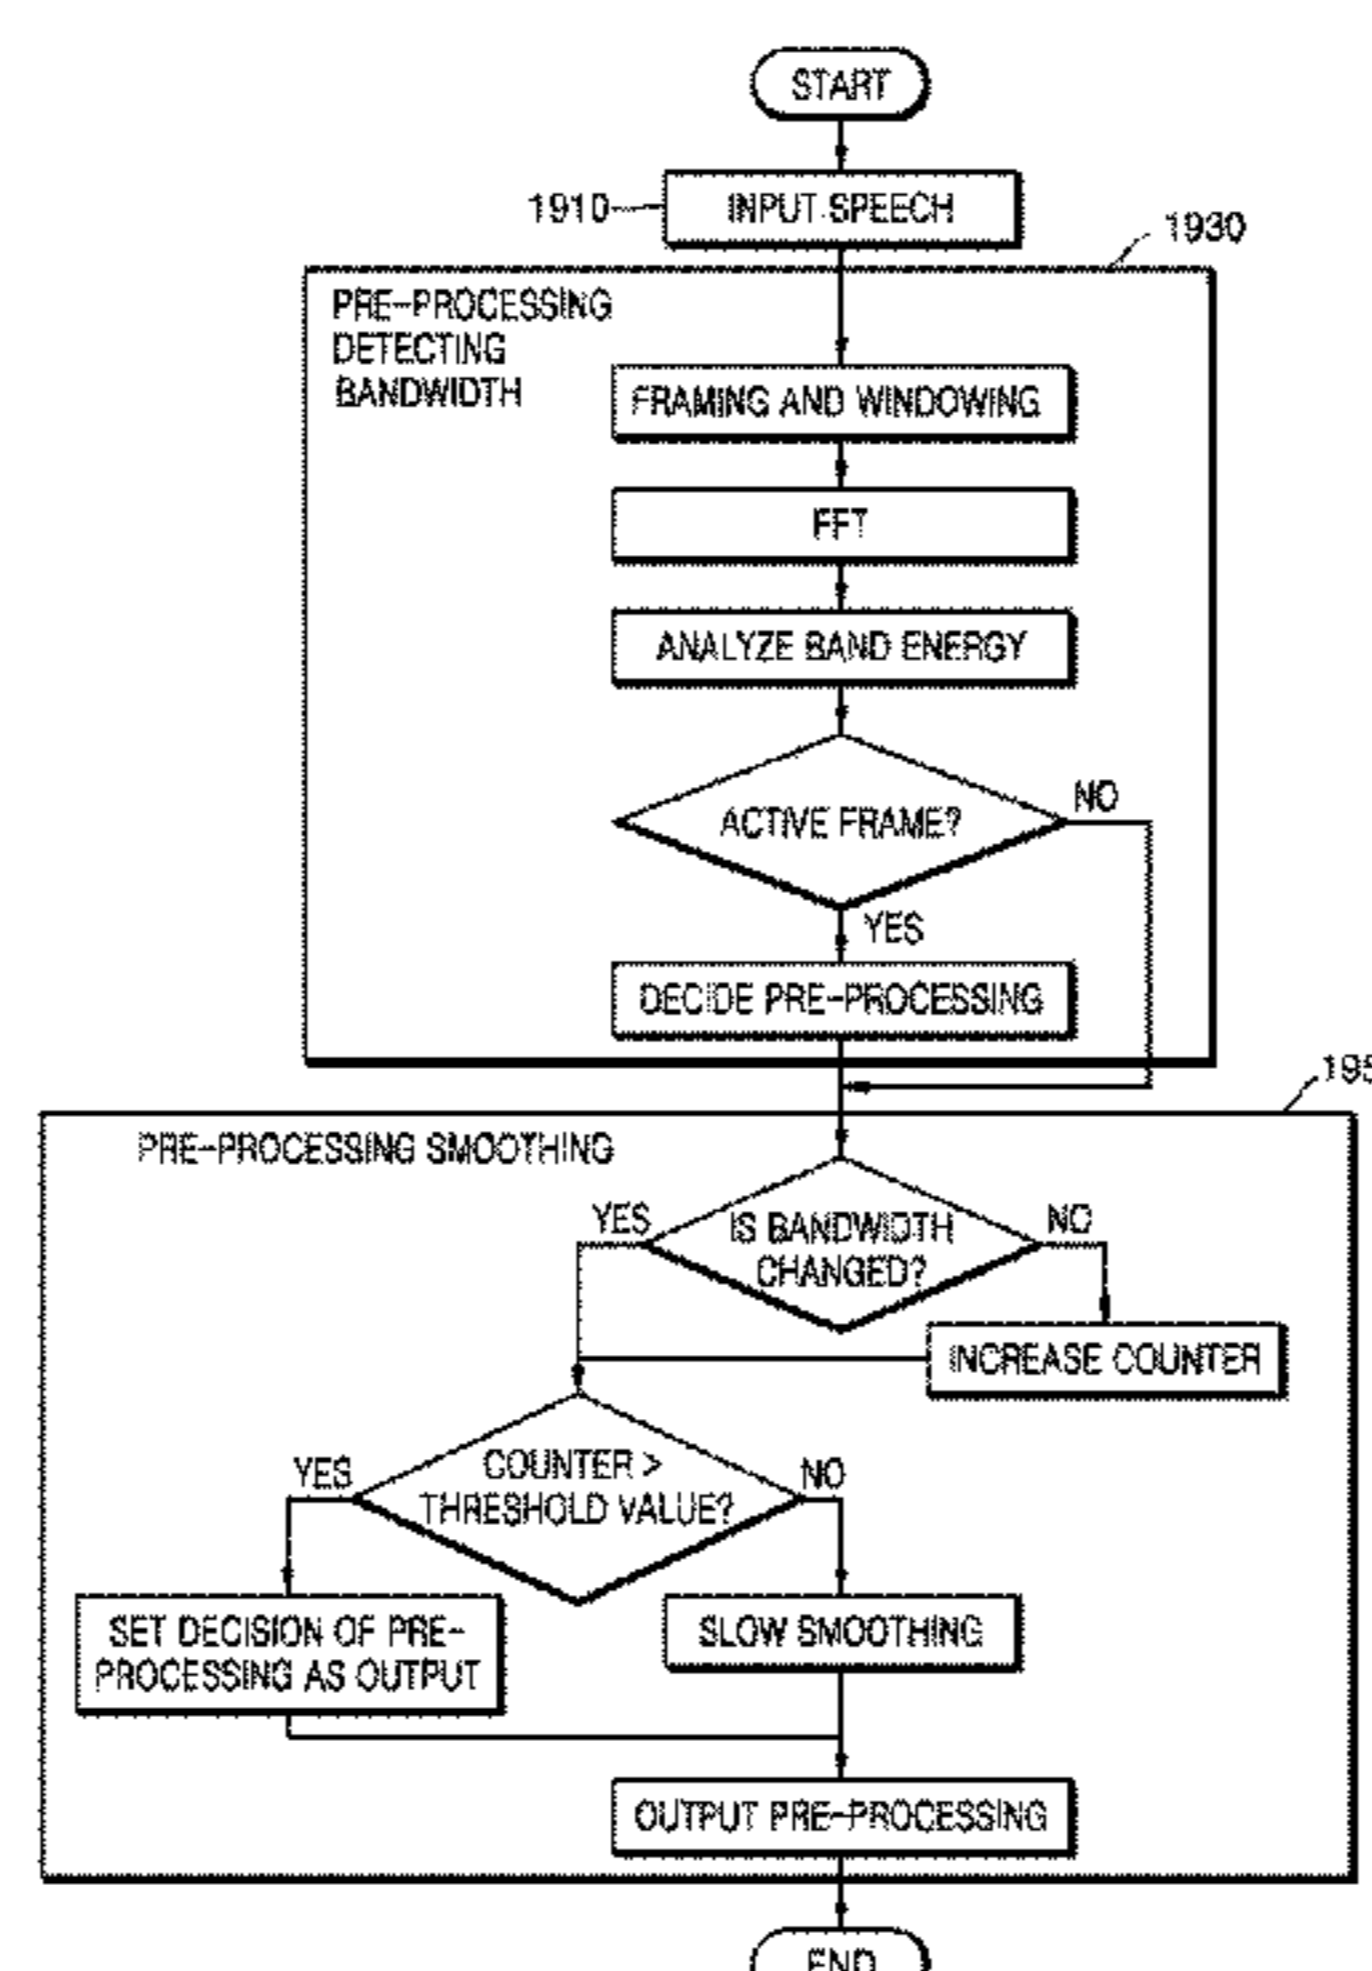 START
1910
INPUT SPEECH
1930
PRE-PROCESSING
DETECTING
BANDWIDTH
FRAMING AND WINDOWING
FFT
ANALYZE BAND ENERGY
ACTIVE FRAME?
NO
YES
DECIDE PRE-PROCESSING
PRE-PROCESSING SMOOTHING
YES
IS BANDWIDTH
CHANGED?
NO
INCREASE COUNTER
YES
COUNTER >
THRESHOLD VALUE?
NO
SET DECISION OF PRE-
PROCESSING AS OUTPUT
SLOW SMOOTHING
OUTPUT PRE-PROCESSING
END